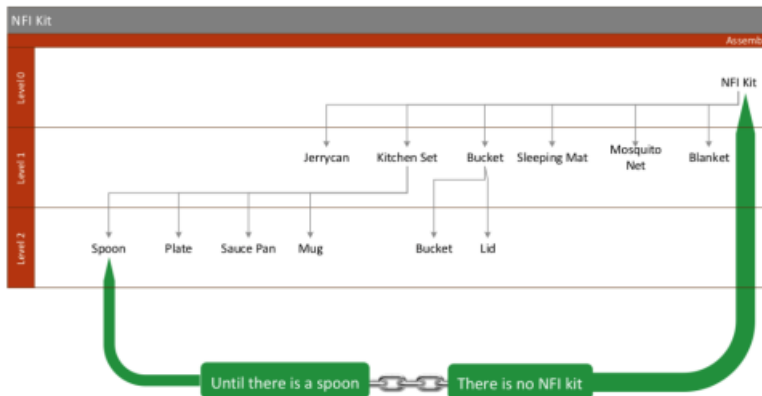 NFI Kit
Assemb
Level 0
NFI Kit
Level 1
Jerrycan Kitchen Set Bucket Sleeping Mat Mosquito Net Blanket
Level 2
Spoon Plate Sauce Pan Mug Bucket Lid
Until there is a spoon There is no NFI kit